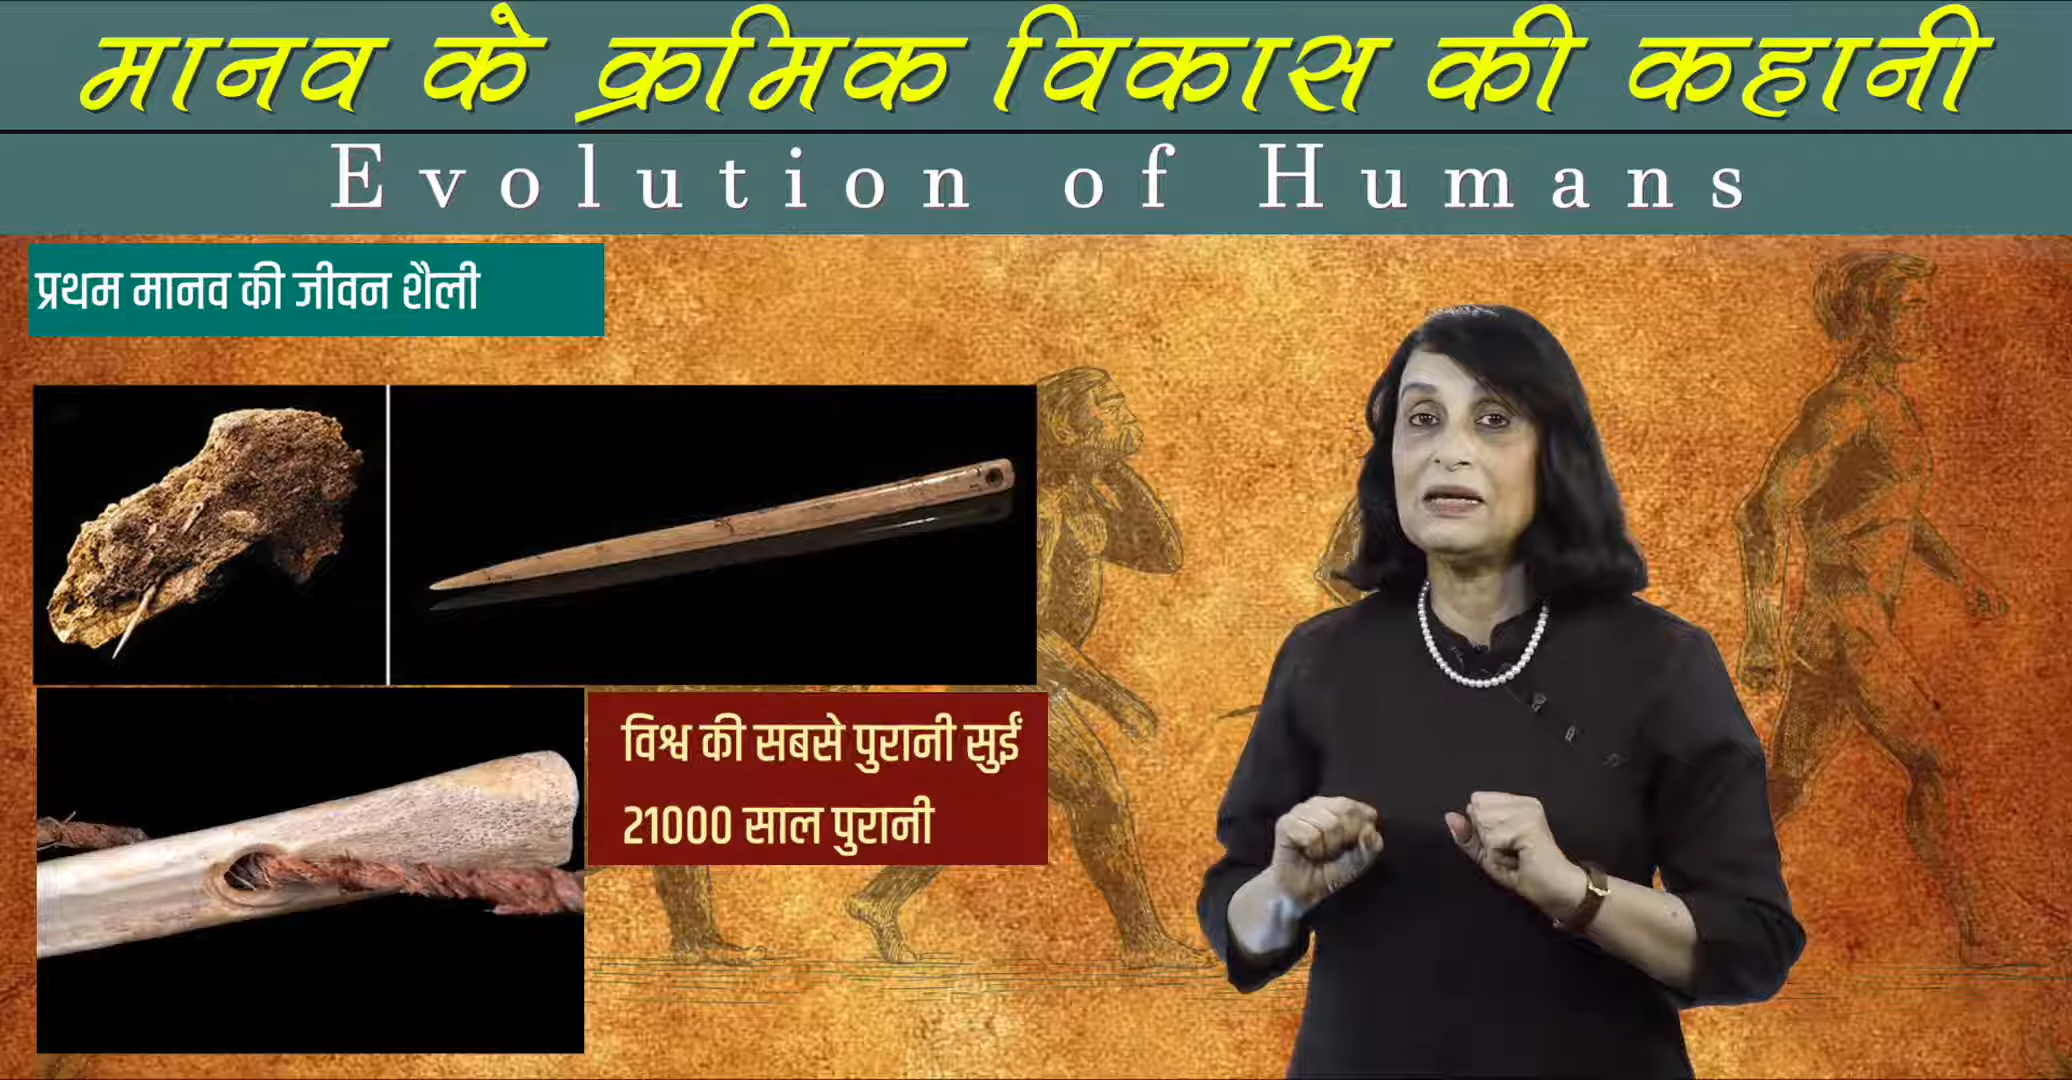 मानव के क्रमिक विकास की कहानी
Evolution of Humans
प्रथम मानव की जीवन शैली
विश्व की सबसे पुरानी सुई
21000 साल पुरानी